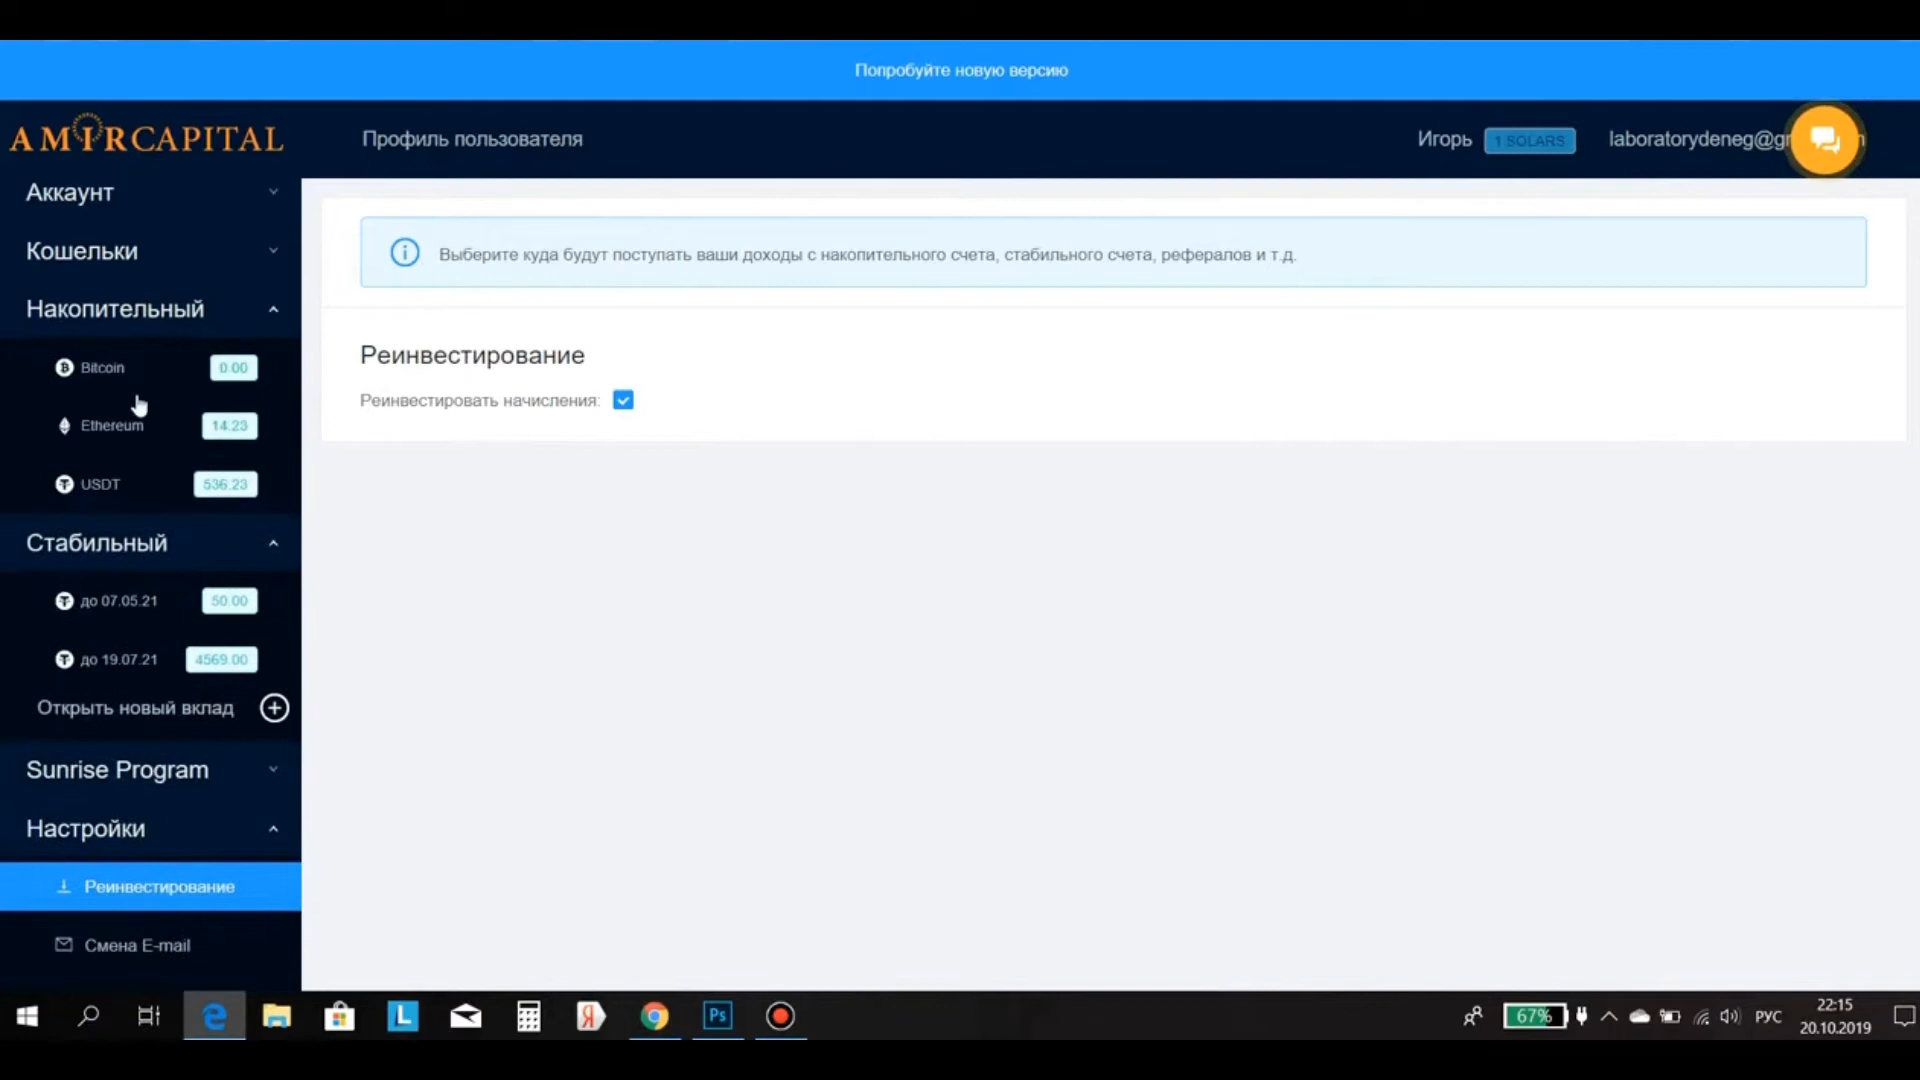 Попробуйте новую версию
AMIRCAPITAL
Профиль пользователя
Игорь
1 SOLARS
laboratorydeneg@g
Аккаунт
Кошельки
Накопительный
Bitcoin 0.00
Ethereum 14.23
USDT 536.23
Стабильный
до 07.05.21 50.00
до 19.07.21 4569.00
Открыть новый вклад
Sunrise Program
Настройки
Реинвестирование
Смена E-mail
Выберите куда будут поступать ваши доходы с накопительного счета, стабильного счета, рефералов и т.д.
Реинвестирование
Реинвестировать начисления:
L
Я
Ps
67%
РУС
22:15
20.10.2019